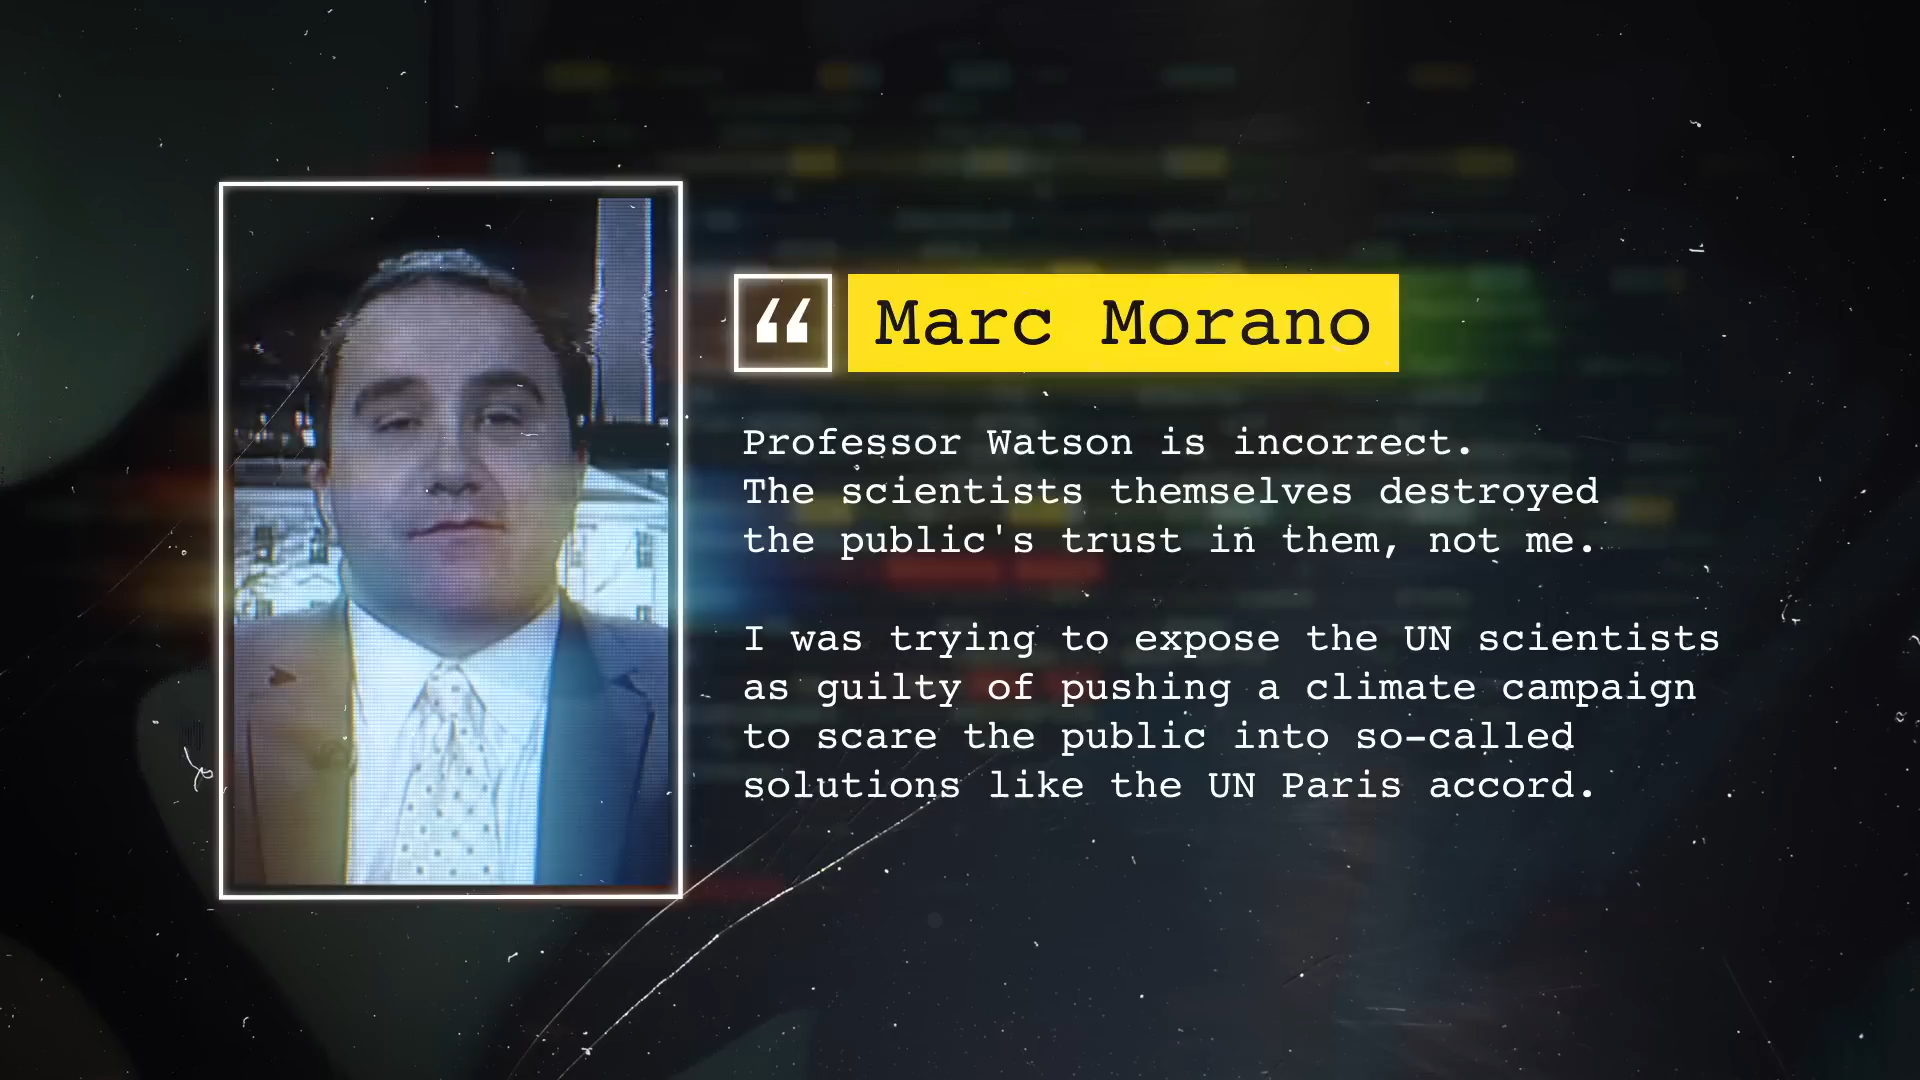 “ Marc Morano
Professor Watson is incorrect.
The scientists themselves destroyed
the public's trust in them, not me.
I was trying to expose the UN scientists
as guilty of pushing a climate campaign
to scare the public into so-called
solutions like the UN Paris accord.